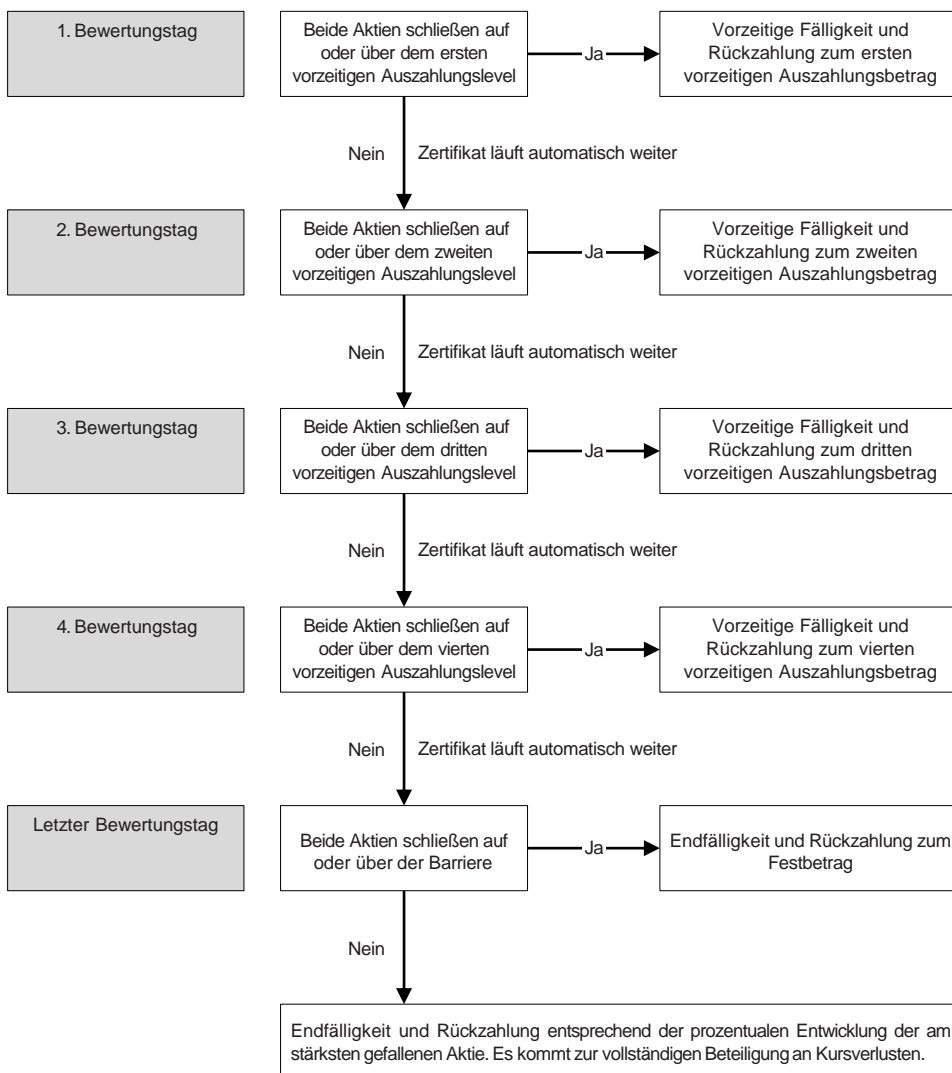 1. Bewertungstag
Beide Aktien schließen auf
oder über dem ersten
vorzeitigen Auszahlungslevel
Ja
Vorzeitige Fälligkeit und
Rückzahlung zum ersten
vorzeitigen Auszahlungsbetrag
Nein
Zertifikat läuft automatisch weiter
2. Bewertungstag
Beide Aktien schließen auf
oder über dem zweiten
vorzeitigen Auszahlungslevel
Ja
Vorzeitige Fälligkeit und
Rückzahlung zum zweiten
vorzeitigen Auszahlungsbetrag
Nein
Zertifikat läuft automatisch weiter
3. Bewertungstag
Beide Aktien schließen auf
oder über dem dritten
vorzeitigen Auszahlungslevel
Ja
Vorzeitige Fälligkeit und
Rückzahlung zum dritten
vorzeitigen Auszahlungsbetrag
Nein
Zertifikat läuft automatisch weiter
4. Bewertungstag
Beide Aktien schließen auf
oder über dem vierten
vorzeitigen Auszahlungslevel
Ja
Vorzeitige Fälligkeit und
Rückzahlung zum vierten
vorzeitigen Auszahlungsbetrag
Nein
Zertifikat läuft automatisch weiter
Letzter Bewertungstag
Beide Aktien schließen auf
oder über der Barriere
Ja
Endfälligkeit und Rückzahlung zum
Festbetrag
Nein
Endfälligkeit und Rückzahlung entsprechend der prozentualen Entwicklung der am
stärksten gefallenen Aktie. Es kommt zur vollständigen Beteiligung an Kursverlusten.